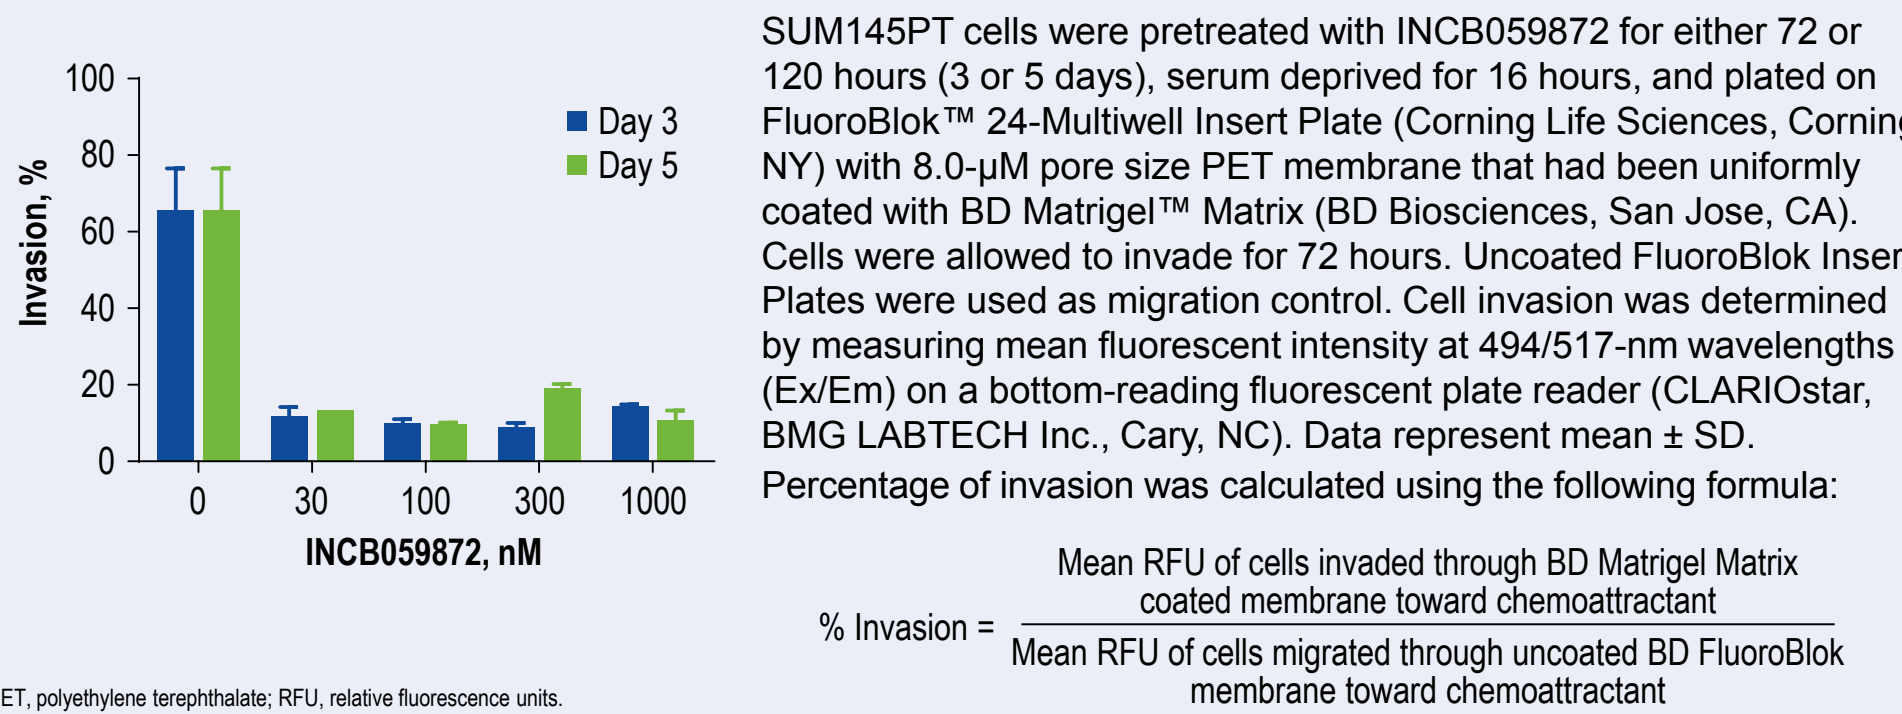 100
80
60
40
20
0
Invasion, %
Day 3
Day 5
0 30 100 300 1000
INCB059872, nM
SUM145PT cells were pretreated with INCB059872 for either 72 or
120 hours (3 or 5 days), serum deprived for 16 hours, and plated on
FluoroBlok™ 24-Multiwell Insert Plate (Corning Life Sciences, Corning
NY) with 8.0-µM pore size PET membrane that had been uniformly
coated with BD Matrigel™ Matrix (BD Biosciences, San Jose, CA).
Cells were allowed to invade for 72 hours. Uncoated FluoroBlok Inser
Plates were used as migration control. Cell invasion was determined
by measuring mean fluorescent intensity at 494/517-nm wavelengths
(Ex/Em) on a bottom-reading fluorescent plate reader (CLARIOstar,
BMG LABTECH Inc., Cary, NC). Data represent mean ± SD.
Percentage of invasion was calculated using the following formula:
% Invasion =
Mean RFU of cells invaded through BD Matrigel Matrix
coated membrane toward chemoattractant
Mean RFU of cells migrated through uncoated BD FluoroBlok
membrane toward chemoattractant
ET, polyethylene terephthalate; RFU, relative fluorescence units.